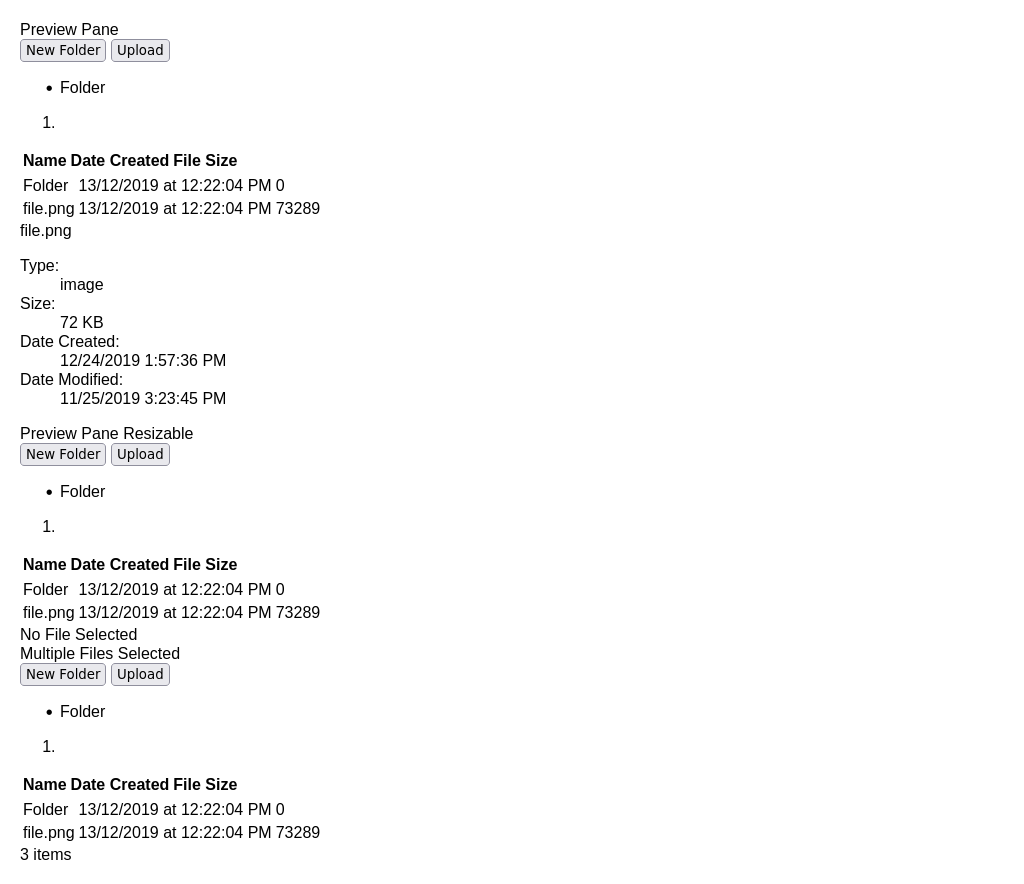 Preview Pane
New Folder Upload
• Folder
1.
Name Date Created File Size
Folder 13/12/2019 at 12:22:04 PM 0
file.png 13/12/2019 at 12:22:04 PM 73289
file.png
Type:
image
Size:
72 KB
Date Created:
12/24/2019 1:57:36 PM
Date Modified:
11/25/2019 3:23:45 PM
Preview Pane Resizable
New Folder Upload
• Folder
1.
Name Date Created File Size
Folder 13/12/2019 at 12:22:04 PM 0
file.png 13/12/2019 at 12:22:04 PM 73289
No File Selected
Multiple Files Selected
New Folder Upload
• Folder
1.
Name Date Created File Size
Folder 13/12/2019 at 12:22:04 PM 0
file.png 13/12/2019 at 12:22:04 PM 73289
3 items